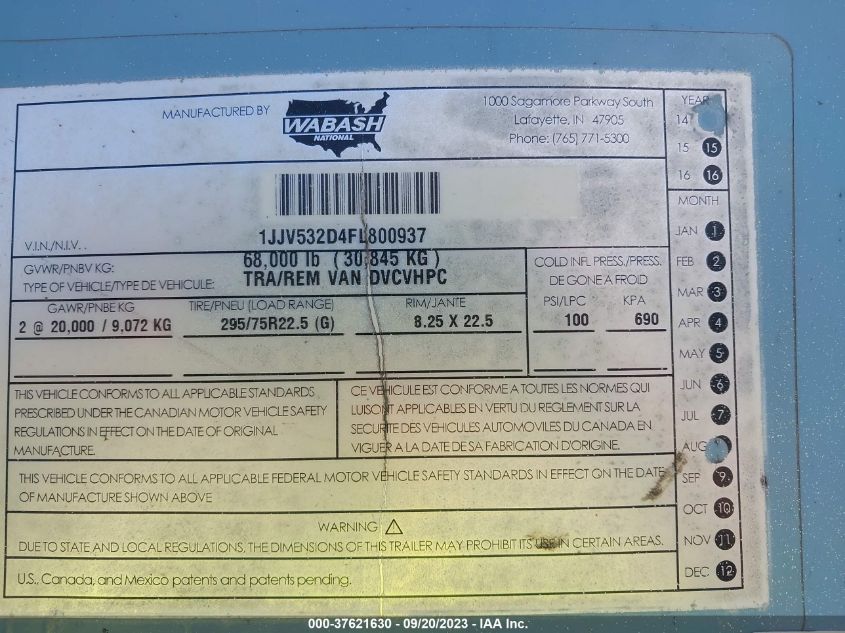 MANUFACTURED BY
WABASH
NATIONAL
1000 Sagamore Parkway South
Lafayette, IN 47905
Phone: (765) 771-5300
V.I.N./N.I.V. .
1JJV532D4FL800937
GVWR/PNBV KG:
68,000 lb ( 30,845 KG )
TYPE OF VEHICLE/TYPE DE VEHICULE:
TRA/REM VAN DVCVHPC
COLD INFL PRESS./PRESS.
DE GONE A FROID
GAWR/PNBE KG
TIRE/PNEU (LOAD RANGE)
RIM/JANTE
PSI/LPC
KPA
2 @ 20,000 / 9,072 KG
295/75R22.5 (G)
8.25 X 22.5
100
690
THIS VEHICLE CONFORMS TO ALL APPLICABLE STANDARDS
PRESCRIBED UNDER THE CANADIAN MOTOR VEHICLE SAFETY
REGULATIONS IN EFFECT ON THE DATE OF ORIGINAL
MANUFACTURE.
CE VEHICULE EST CONFORME A TOUTES LES NORMES QUI
LUISONT APPLICABLES EN VERTU DU REGLEMENT SUR LA
SECURITE DES VEHICULES AUTOMOVILES DU CANADA EN
VIGUER A LA DATE DE SA FABRICATION D'ORIGINE.
THIS VEHICLE CONFORMS TO ALL APPLICABLE FEDERAL MOTOR VEHICLE SAFETY STANDARDS IN EFFECT ON THE DATE
OF MANUFACTURE SHOWN ABOVE
WARNING
DUE TO STATE AND LOCAL REGULATIONS, THE DIMENSIONS OF THIS TRAILER MAY PROHIBIT ITS USE IN CERTAIN AREAS.
U.S., Canada, and Mexico patents and patents pending.
YEAR
14
15 15
16 16
MONTH
JAN 1
FEB 2
MAR 3
APR 4
MAY 5
JUN 6
JUL 7
AUG
SEP 9
OCT 10
NOV 11
DEC 12
000-37621630 - 09/20/2023 - IAA Inc.